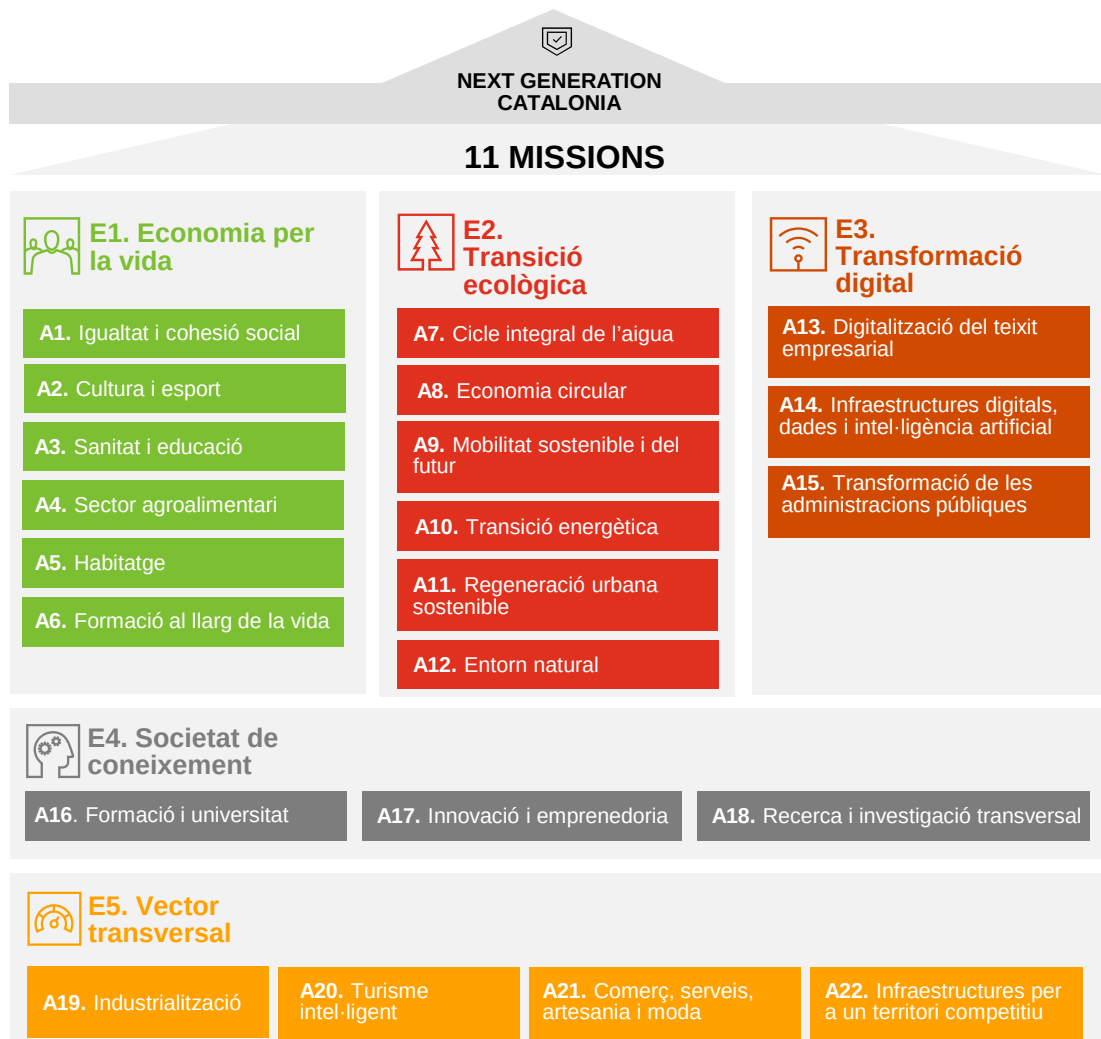 NEXT GENERATION
CATALONIA
11 MISSIONS
E1. Economia per
la vida
A1. Igualtat i cohesió social
A2. Cultura i esport
A3. Sanitat i educació
A4. Sector agroalimentari
A5. Habitatge
A6. Formació al llarg de la vida
E2.
Transició
ecològica
A7. Cicle integral de l’aigua
A8. Economia circular
A9. Mobilitat sostenible i del
futur
A10. Transició energètica
A11. Regeneració urbana
sostenible
A12. Entorn natural
E3.
Transformació
digital
A13. Digitalització del teixit
empresarial
A14. Infraestructures digitals,
dades i intel·ligència artificial
A15. Transformació de les
administracions públiques
E4. Societat de
coneixement
A16. Formació i universitat
A17. Innovació i emprenedoria
A18. Recerca i investigació transversal
E5. Vector
transversal
A19. Industrialització
A20. Turisme
intel·ligent
A21. Comerç, serveis,
artesania i moda
A22. Infraestructures per
a un territori competitiu